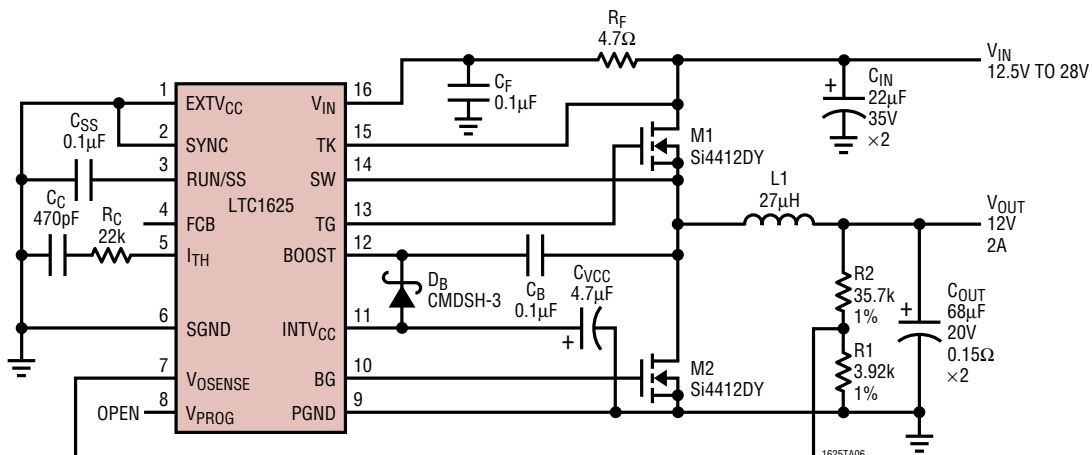 R_F
4.7Ω
V_IN
12.5V TO 28V
C_F
0.1µF
+
C_IN
22µF
35V
×2
1
EXTV_CC
V_IN
16
2
SYNC
TK
15
C_SS
0.1µF
3
RUN/SS
SW
14
M1
Si4412DY
LTC1625
4
FCB
TG
13
C_C
470pF
R_C
22k
5
I_TH
BOOST
12
L1
27µH
V_OUT
12V
2A
D_B
CMDSH-3
C_B
0.1µF
C_VCC
4.7µF
+
6
SGND
INTV_CC
11
R2
35.7k
1%
+
C_OUT
68µF
20V
0.15Ω
×2
R1
3.92k
1%
7
V_OSENSE
BG
10
M2
Si4412DY
OPEN
8
V_PROG
PGND
9
1625TA06